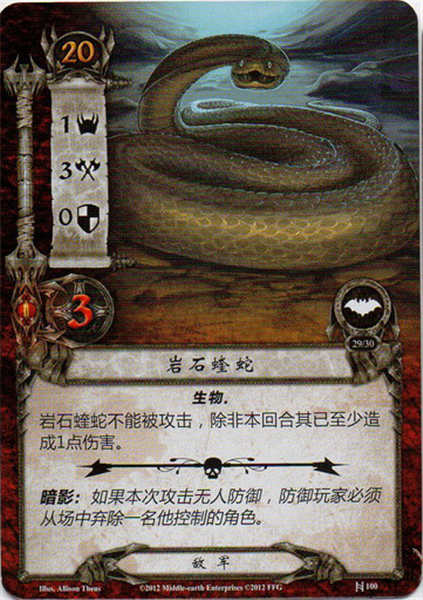 20
1
3
0
3
29/30
岩石蝰蛇
生物.
岩石蝰蛇不能被攻击，除非本回合其已至少造
成1点伤害。
暗影：如果本次攻击无人防御，防御玩家必须
从场中弃除一名他控制的角色。
敌军
Illus. Allison Theus
©2012 Middle-earth Enterprises ©2012 FFG
100